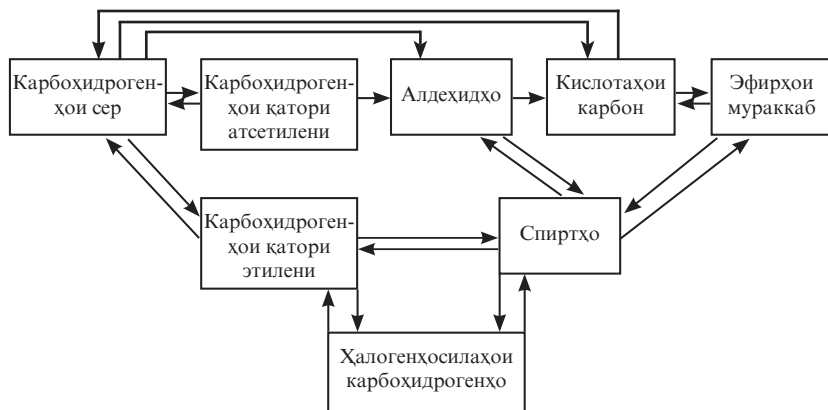 Карбоҳидроген-
ҳои сер
Карбоҳидроген-
ҳои қатори
атсетилени
Алдеҳидҳо
Кислотаҳои
карбон
Эфирҳои
мураккаб
Карбоҳидроген-
ҳои қатори
этилени
Спиртҳо
Ҳалогенҳосилаҳои
карбоҳидрогенҳо